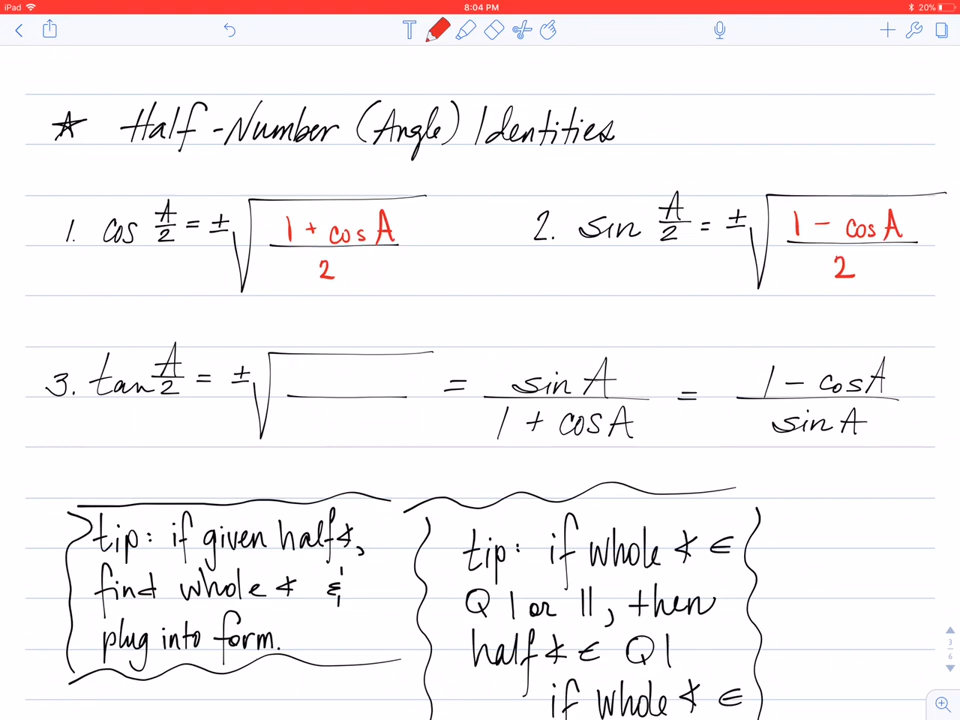 iPad 8:04 PM 20%
T
★ Half-Number (Angle) Identities
1. cos A/2 = ±√((1 + cos A)/2) 2. sin A/2 = ±√((1 - cos A)/2)
3. tan A/2 = ±√(——) = sin A/(1 + cos A) = (1 - cos A)/sin A
tip: if given half ∡,
find whole ∡ &
plug into form.
tip: if whole ∡ ∈
Q I or II, then
half ∡ ∈ Q I
if whole ∡ ∈
3/6